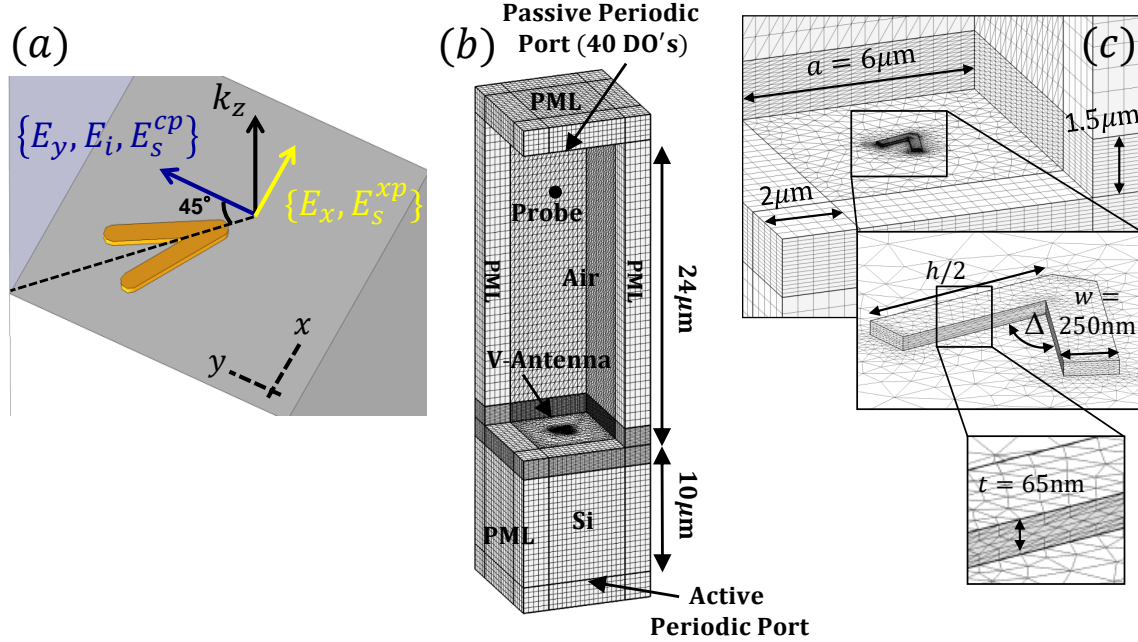 (a)
k_z
{E_y, E_i, E_s^{cp}}
45°
{E_x, E_s^{xp}}
x
y
(b)
Passive Periodic
Port (40 DO's)
PML
Probe
PML
Air
PML
24μm
V-Antenna
10μm
PML
Si
Active
Periodic Port
(c)
a = 6μm
1.5μm
2μm
h/2
w =
250nm
Δ
t = 65nm